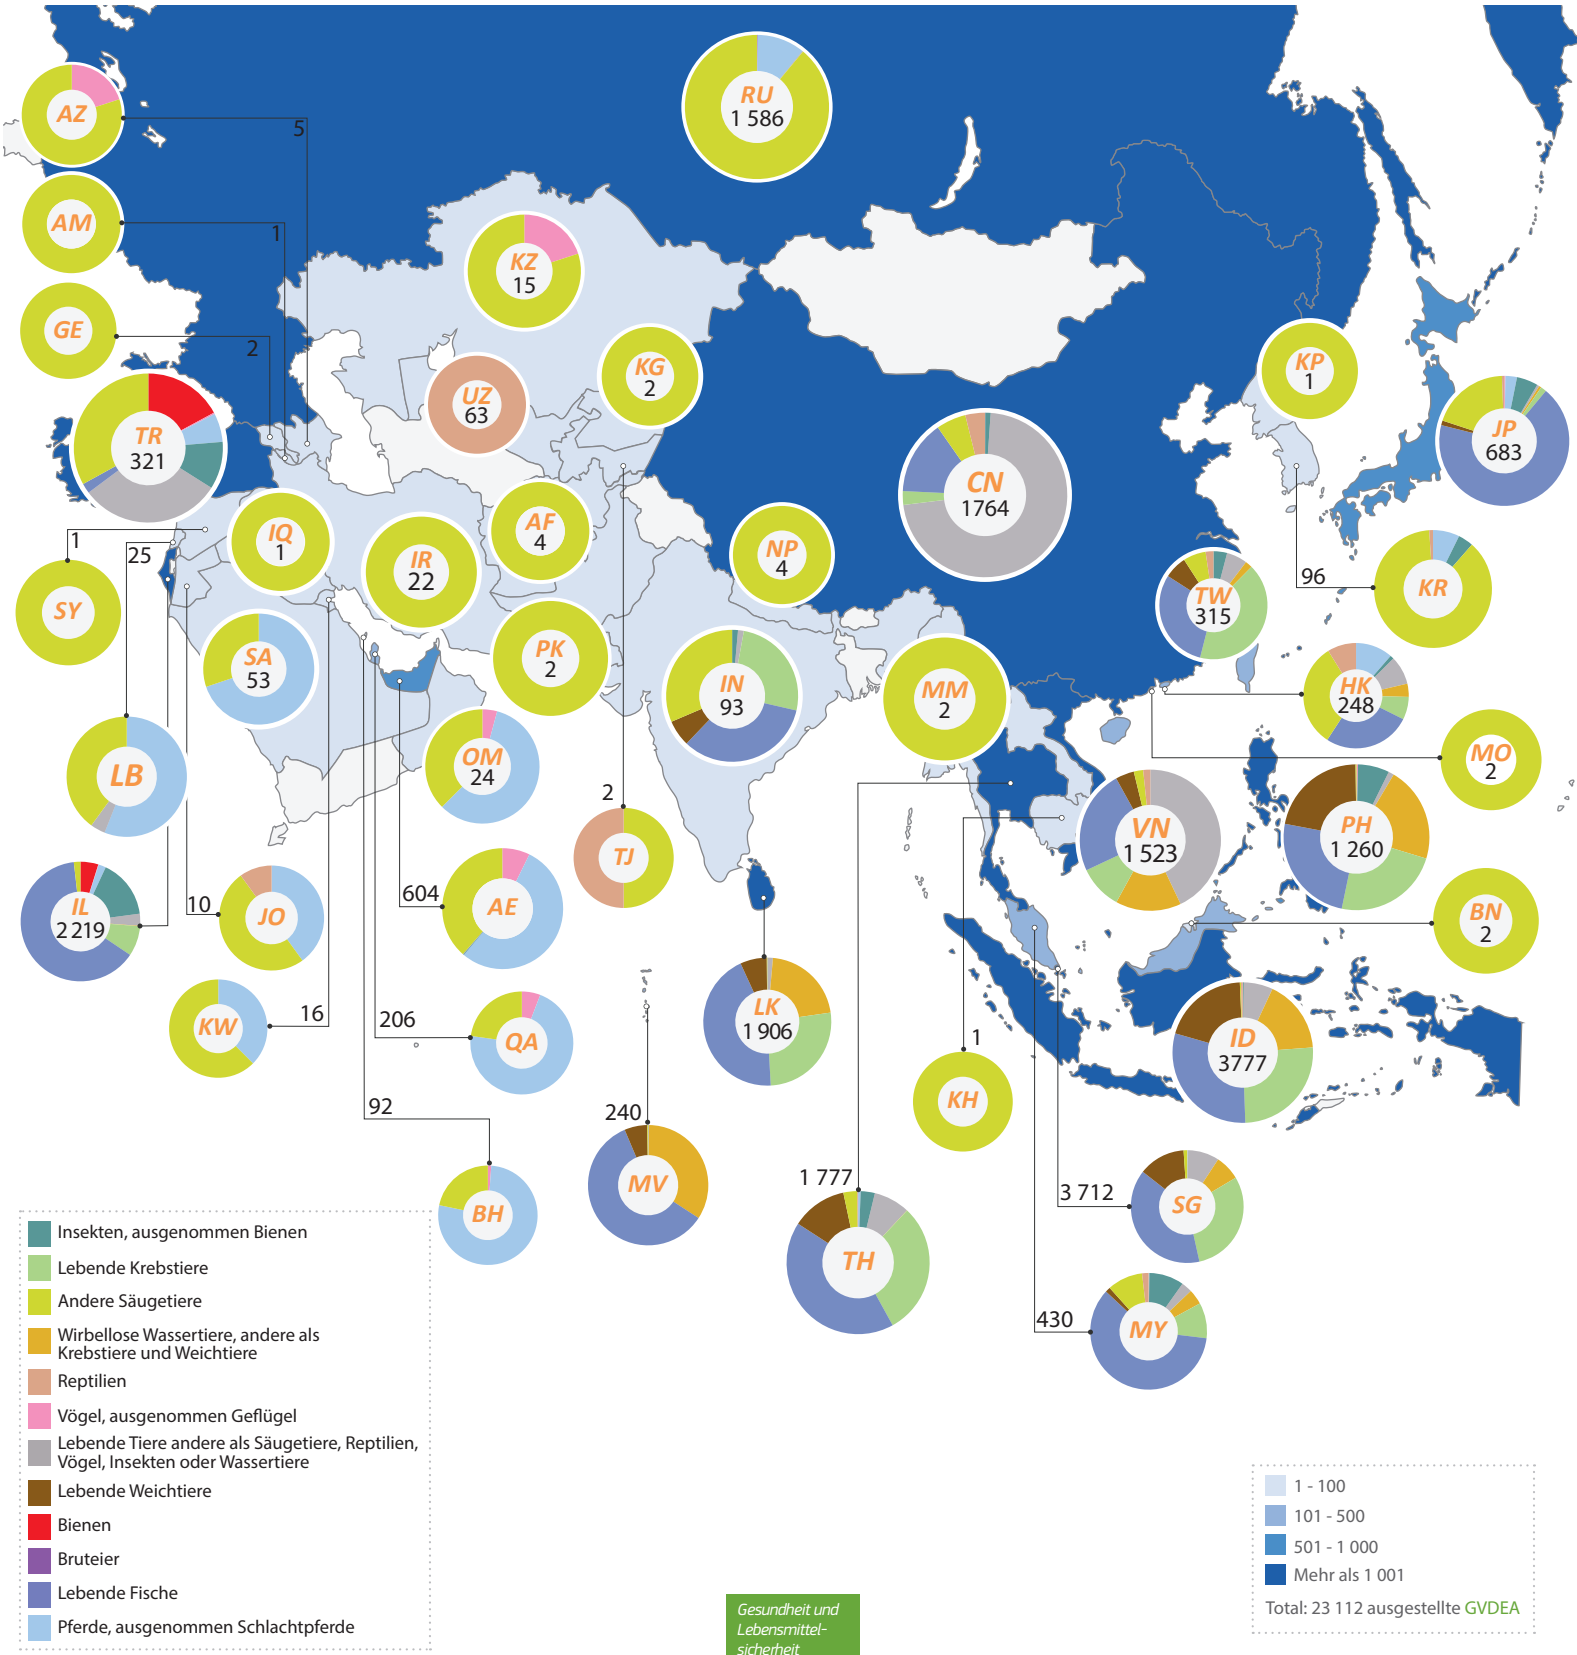 RU
1 586
AZ
5
AM
1
GE
2
KZ
15
KG
2
UZ
63
KP
1
TR
321
JP
683
CN
1764
IQ
1
IR
22
AF
4
NP
4
1
25
SY
SA
53
PK
2
IN
93
MM
2
TW
315
96
KR
HK
248
MO
2
LB
OM
24
2
TJ
VN
1 523
PH
1 260
IL
2 219
10
JO
604
AE
BN
2
KW
16
206
QA
LK
1 906
1
KH
ID
3777
92
BH
240
MV
1 777
TH
3 712
SG
430
MY
Insekten, ausgenommen Bienen
Lebende Krebstiere
Andere Säugetiere
Wirbellose Wassertiere, andere als
Krebstiere und Weichtiere
Reptilien
Vögel, ausgenommen Geflügel
Lebende Tiere andere als Säugetiere, Reptilien,
Vögel, Insekten oder Wassertiere
Lebende Weichtiere
Bienen
Bruteier
Lebende Fische
Pferde, ausgenommen Schlachtpferde
1 - 100
101 - 500
501 - 1 000
Mehr als 1 001
Total: 23 112 ausgestellte GVDEA
Gesundheit und
Lebensmittel-
sicherheit